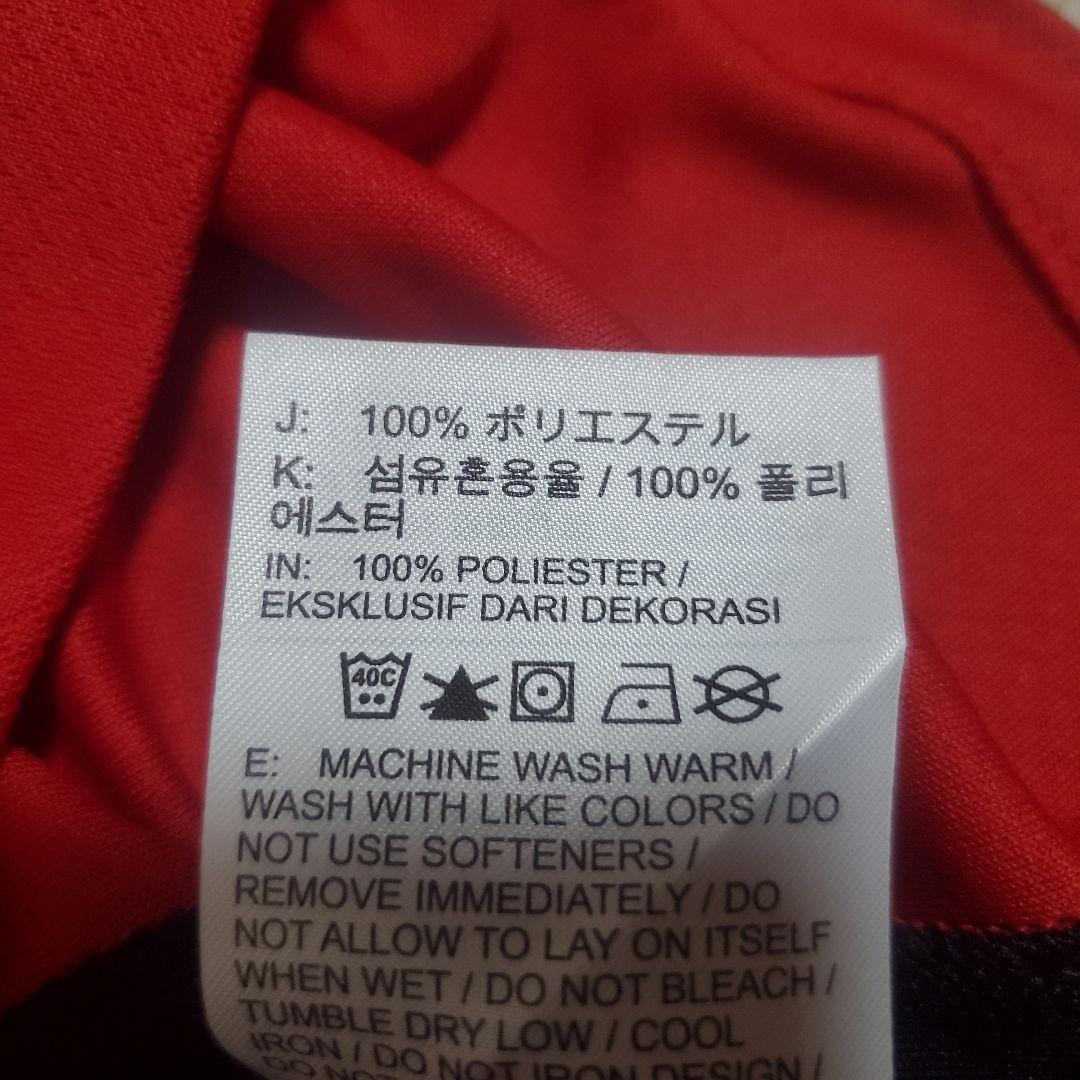 J: 100% ポリエステル
K: 섬유혼용율 / 100% 폴리
에스터
IN: 100% POLIESTER /
EKSKLUSIF DARI DEKORASI
40C
E: MACHINE WASH WARM /
WASH WITH LIKE COLORS / DO
NOT USE SOFTENERS /
REMOVE IMMEDIATELY / DO
NOT ALLOW TO LAY ON ITSELF
WHEN WET / DO NOT BLEACH /
TUMBLE DRY LOW / COOL
IRON / DO NOT IRON DESIGN /
DO NOT